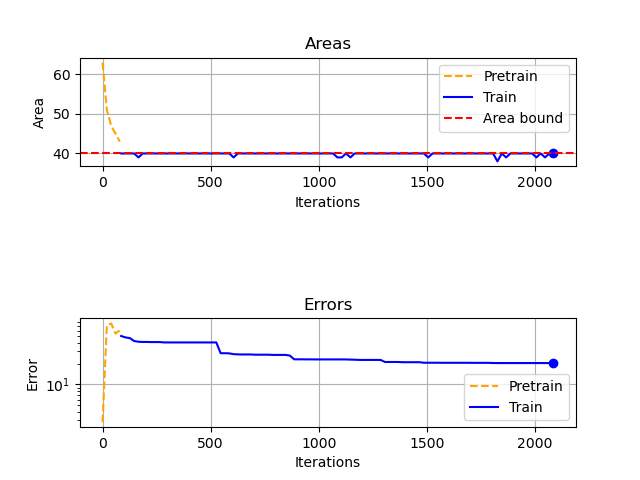 Areas
60
50
40
Area
Pretrain
Train
Area bound
0
500
1000
1500
2000
Iterations
Errors
10¹
Error
Pretrain
Train
0
500
1000
1500
2000
Iterations